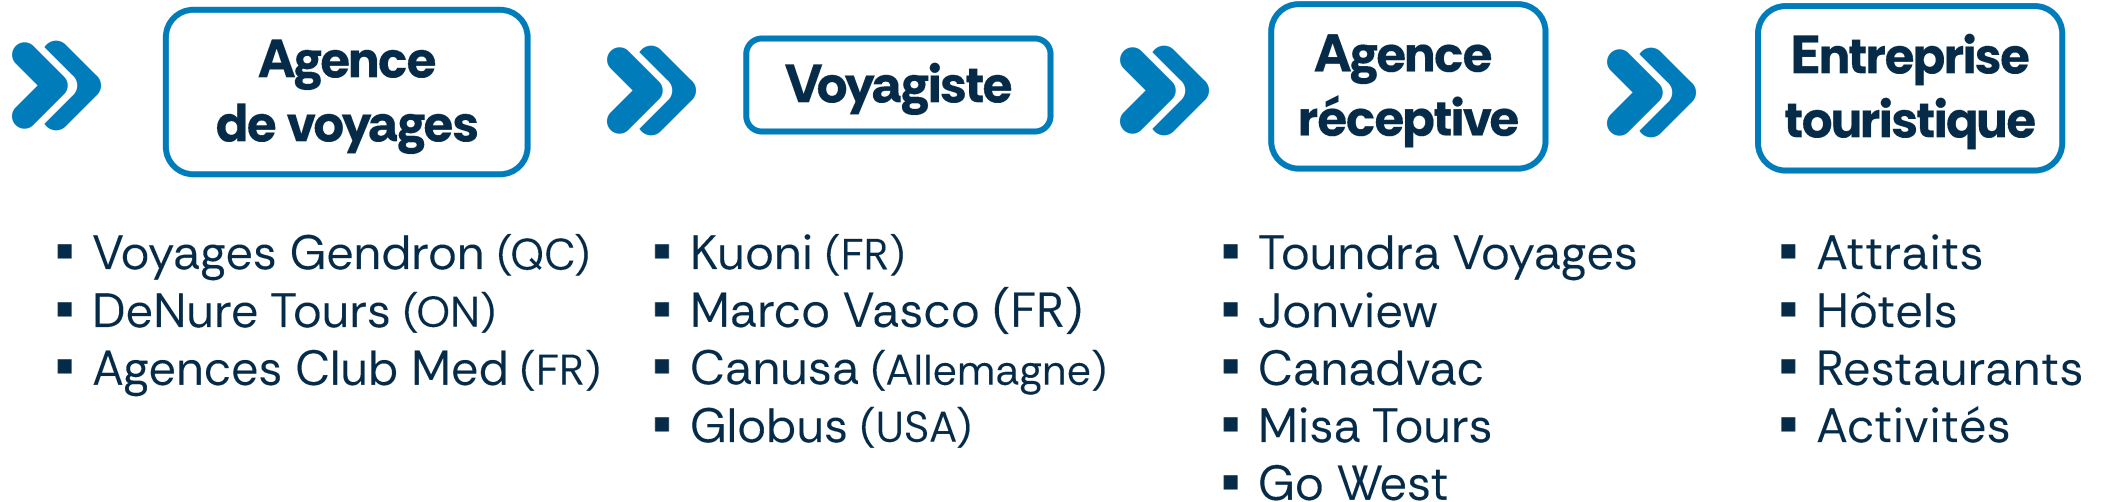 Agence
de voyages
▪ Voyages Gendron (QC)
▪ DeNure Tours (ON)
▪ Agences Club Med (FR)
Voyagiste
▪ Kuoni (FR)
▪ Marco Vasco (FR)
▪ Canusa (Allemagne)
▪ Globus (USA)
Agence
réceptive
▪ Toundra Voyages
▪ Jonview
▪ Canadvac
▪ Misa Tours
▪ Go West
Entreprise
touristique
▪ Attraits
▪ Hôtels
▪ Restaurants
▪ Activités